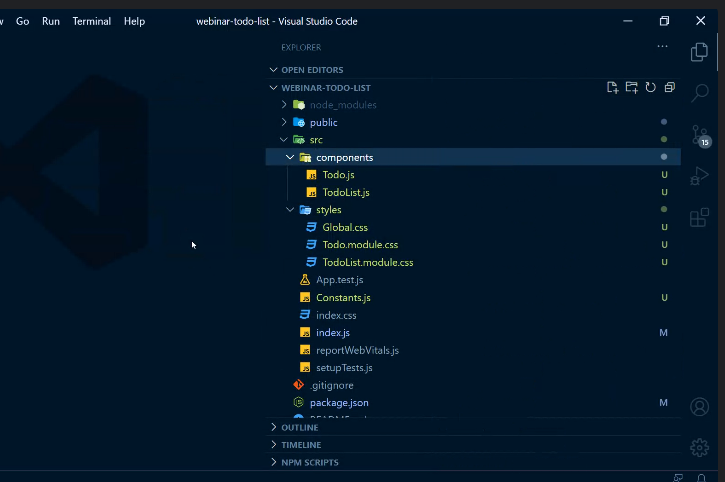 Go Run Terminal Help webinar-todo-list - Visual Studio Code
EXPLORER
OPEN EDITORS
WEBINAR-TODO-LIST
node_modules
public
src
15
components
Todo.js U
TodoList.js U
styles
Global.css U
Todo.module.css U
TodoList.module.css U
App.test.js
Constants.js U
index.css
index.js M
reportWebVitals.js
setupTests.js
.gitignore
package.json M
OUTLINE
TIMELINE
NPM SCRIPTS